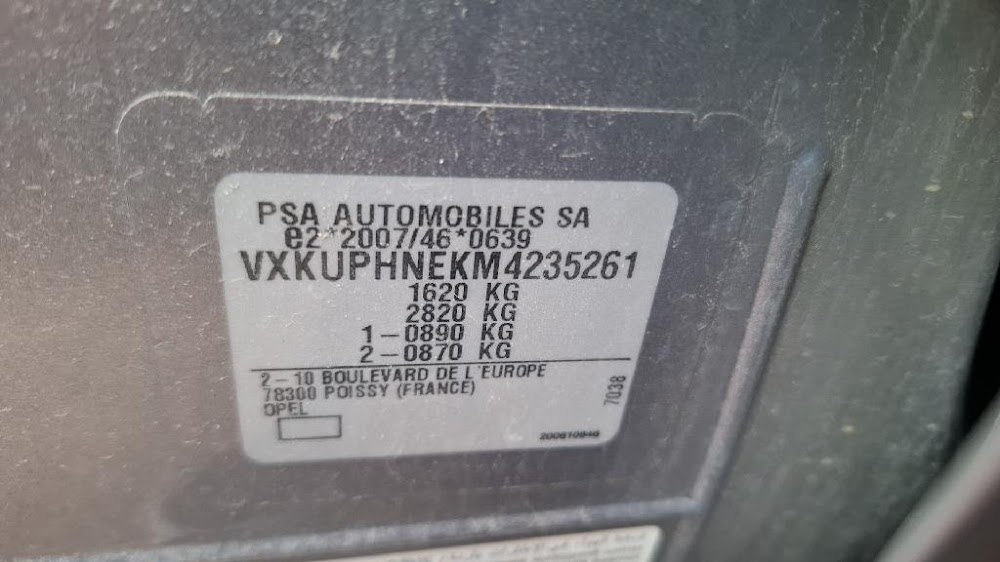 PSA AUTOMOBILES SA
e2*2007/46*0639
VXKUPHNEKM4235261
1620 KG
2820 KG
1-0890 KG
2-0870 KG
2-10 BOULEVARD DE L'EUROPE
78300 POISSY (FRANCE)
OPEL
7038